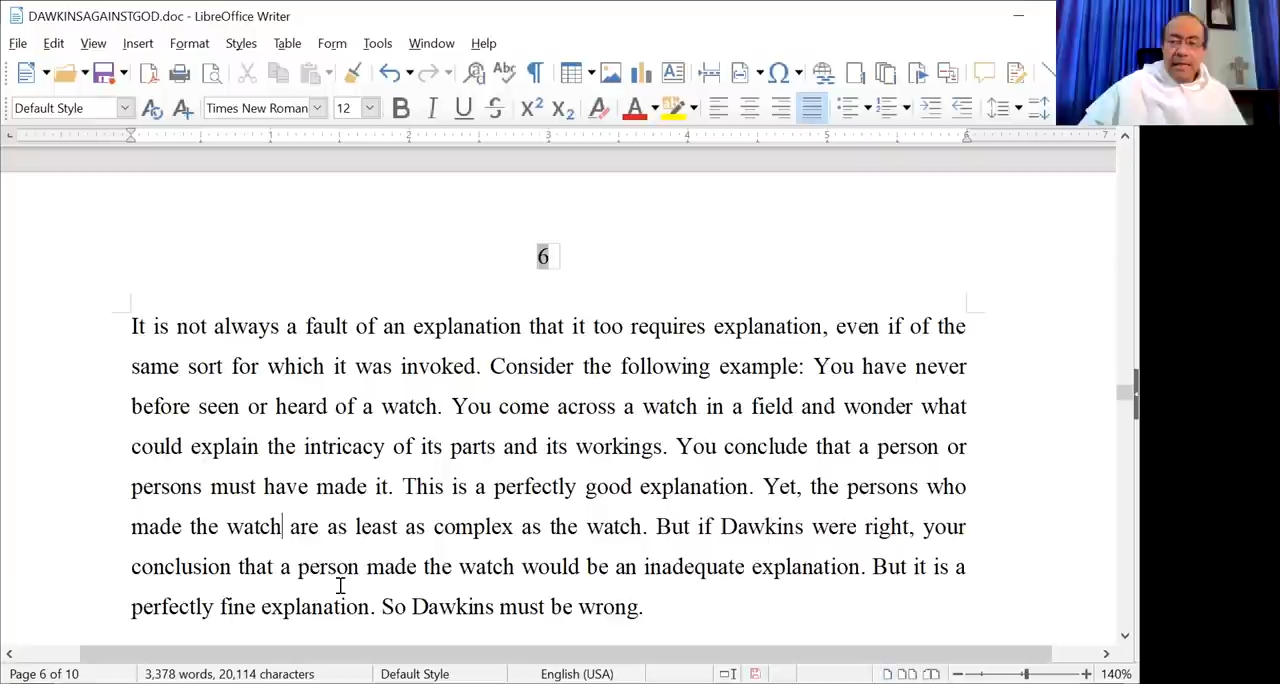 DAWKINSAGAINSTGOD.doc - LibreOffice Writer
File Edit View Insert Format Styles Table Form Tools Window Help
Default Style Times New Roman 12
1 2 3 4 5 6 7
6
It is not always a fault of an explanation that it too requires explanation, even if of the
same sort for which it was invoked. Consider the following example: You have never
before seen or heard of a watch. You come across a watch in a field and wonder what
could explain the intricacy of its parts and its workings. You conclude that a person or
persons must have made it. This is a perfectly good explanation. Yet, the persons who
made the watch are as least as complex as the watch. But if Dawkins were right, your
conclusion that a person made the watch would be an inadequate explanation. But it is a
perfectly fine explanation. So Dawkins must be wrong.
Page 6 of 10 3,378 words, 20,114 characters Default Style English (USA) 140%